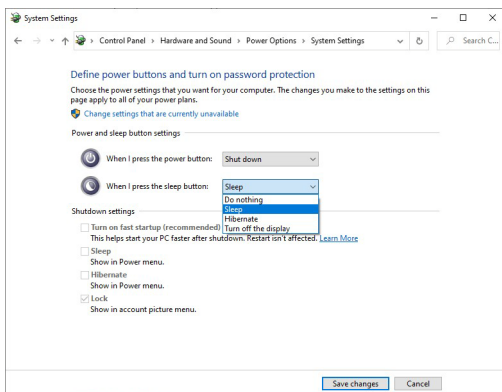 System Settings
Control Panel > Hardware and Sound > Power Options > System Settings
Search C...
Define power buttons and turn on password protection
Choose the power settings that you want for your computer. The changes you make to the settings on this
page apply to all of your power plans.
Change settings that are currently unavailable
Power and sleep button settings
When I press the power button: Shut down
When I press the sleep button: Sleep
Do nothing
Sleep
Hibernate
Turn off the display
Shutdown settings
Turn on fast startup (recommended)
This helps start your PC faster after shutdown. Restart isn't affected. Learn More
Sleep
Show in Power menu.
Hibernate
Show in Power menu.
Lock
Show in account picture menu.
Save changes Cancel